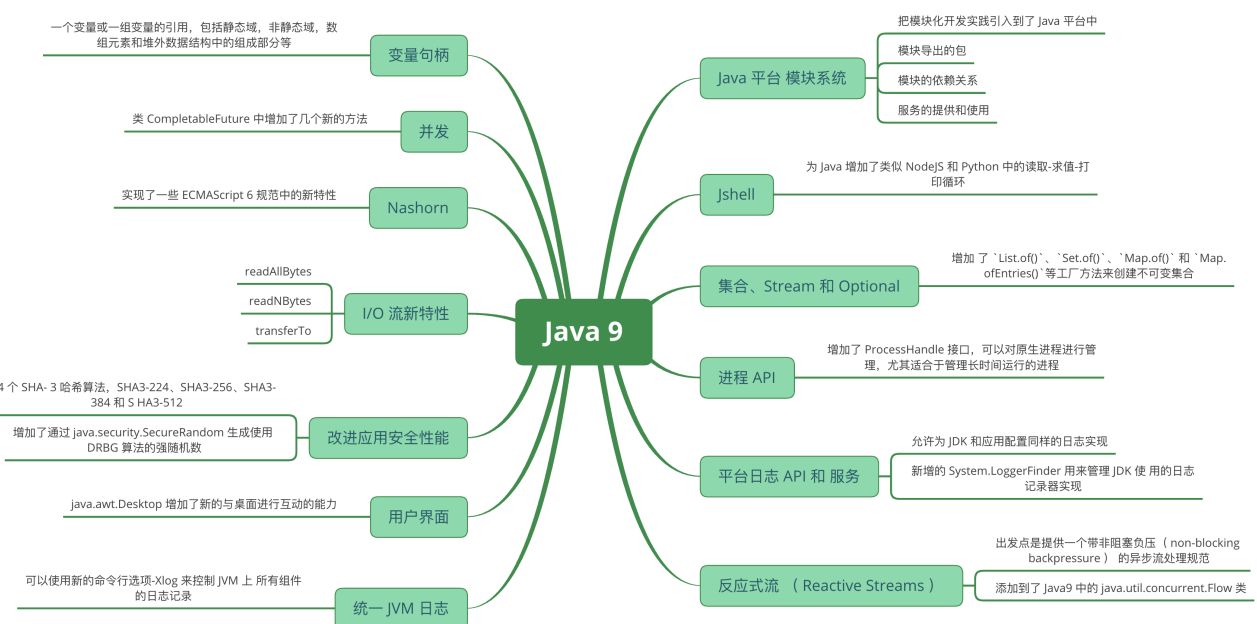 Java 9
变量句柄
一个变量或一组变量的引用，包括静态域，非静态域，数
组元素和堆外数据结构中的组成部分等
并发
类 CompletableFuture 中增加了几个新的方法
Nashorn
实现了一些 ECMAScript 6 规范中的新特性
I/O 流新特性
readAllBytes
readNBytes
transferTo
改进应用安全性能
4 个 SHA- 3 哈希算法，SHA3-224、SHA3-256、SHA3-
384 和 S HA3-512
增加了通过 java.security.SecureRandom 生成使用
DRBG 算法的强随机数
用户界面
java.awt.Desktop 增加了新的与桌面进行互动的能力
统一 JVM 日志
可以使用新的命令行选项-Xlog 来控制 JVM 上 所有组件
的日志记录
Java 平台 模块系统
把模块化开发实践引入到了 Java 平台中
模块导出的包
模块的依赖关系
服务的提供和使用
Jshell
为 Java 增加了类似 NodeJS 和 Python 中的读取-求值-打
印循环
集合、Stream 和 Optional
增加 了 `List.of()`、`Set.of()`、`Map.of()` 和 `Map.
ofEntries()`等工厂方法来创建不可变集合
进程 API
增加了 ProcessHandle 接口，可以对原生进程进行管
理，尤其适合于管理长时间运行的进程
平台日志 API 和 服务
允许为 JDK 和应用配置同样的日志实现
新增的 System.LoggerFinder 用来管理 JDK 使 用的日志
记录器实现
反应式流 （ Reactive Streams ）
出发点是提供一个带非阻塞负压（ non-blocking
backpressure ） 的异步流处理规范
添加到了 Java9 中的 java.util.concurrent.Flow 类